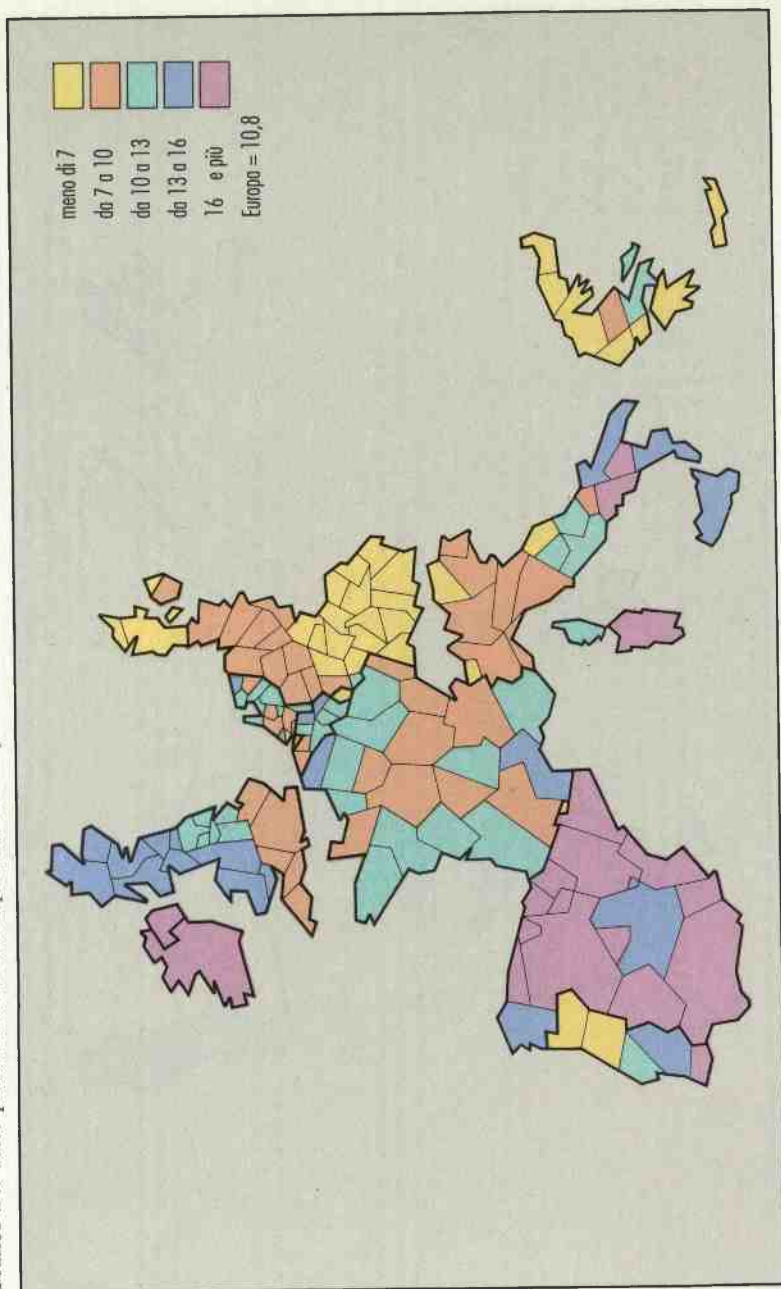 meno di 7
da 7 a 10
da 10 a 13
da 13 a 16
16 e più
Europa = 10,8